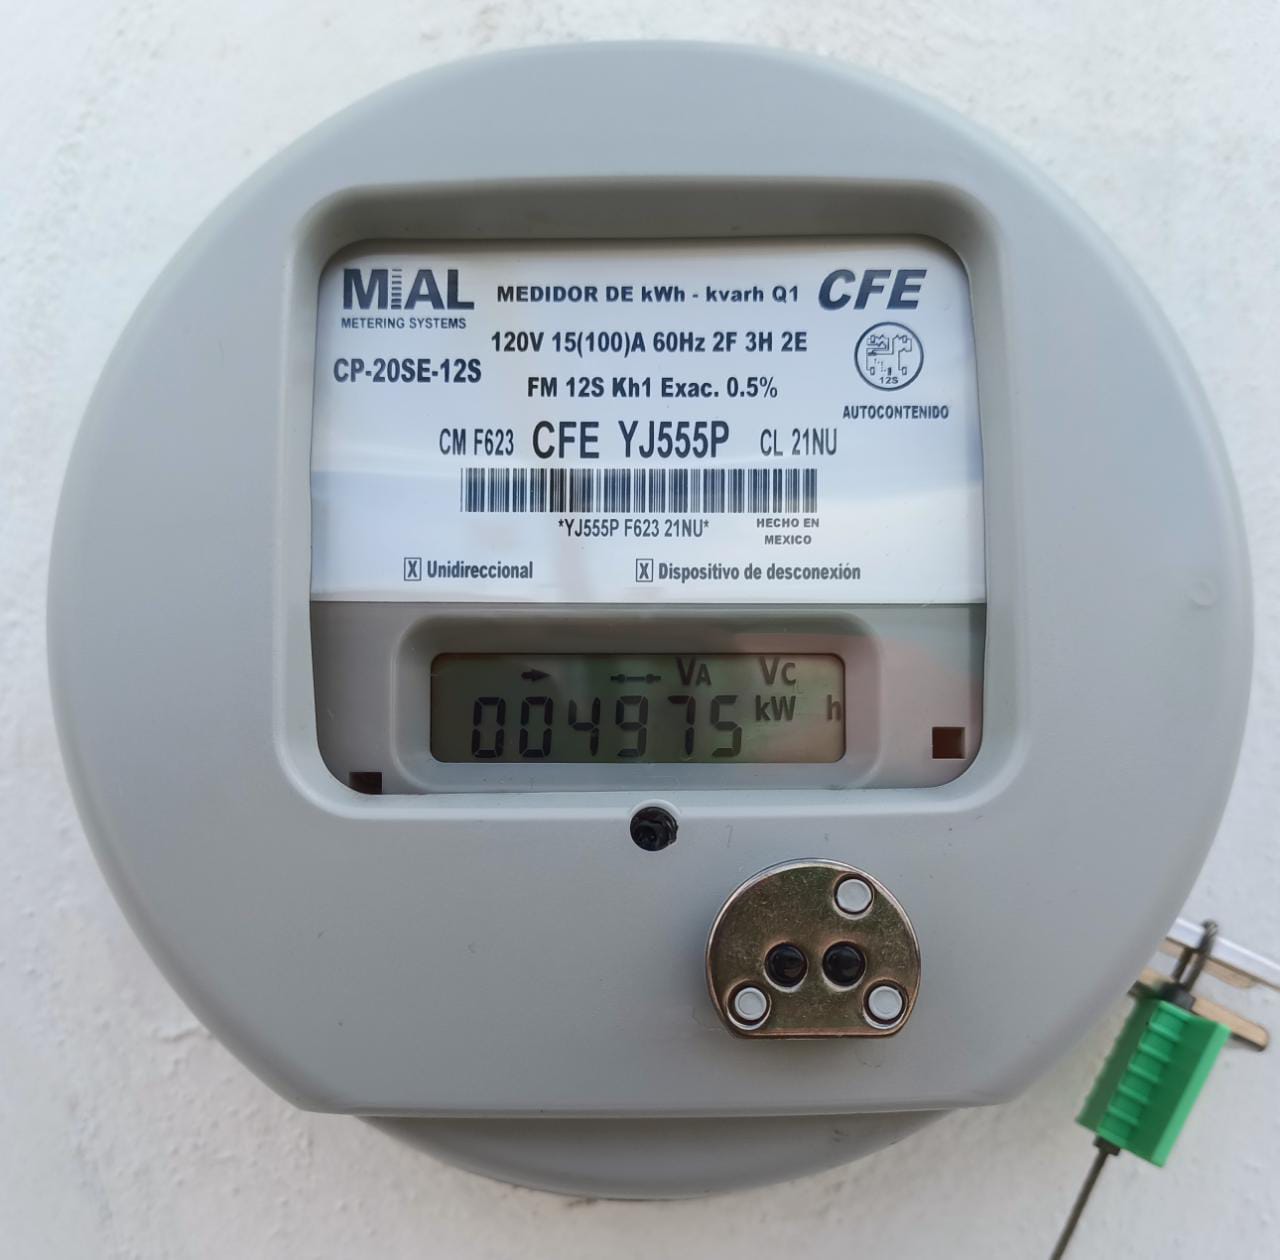 MIAL
METERING SYSTEMS
MEDIDOR DE kWh - kvarh Q1
CFE
120V 15(100)A 60Hz 2F 3H 2E
CP-20SE-12S
FM 12S Kh1 Exac. 0.5%
12S
AUTOCONTENIDO
CM F623 CFE YJ555P CL 21NU
*YJ555P F623 21NU*
HECHO EN
MEXICO
X Unidireccional
X Dispositivo de desconexión
VA VC
004975 kW h